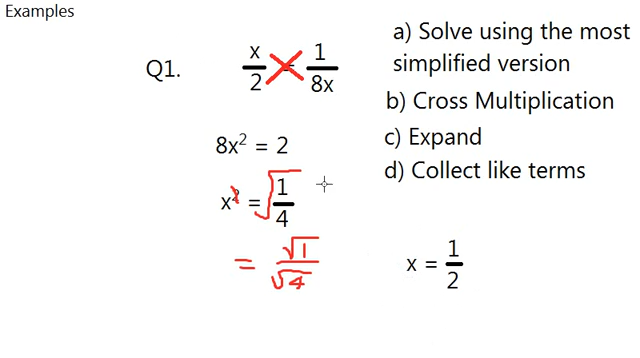 Examples
Q1. x/2 = 1/8x
8x² = 2
x² = √1/4
= √1/√4
a) Solve using the most
simplified version
b) Cross Multiplication
c) Expand
d) Collect like terms
x = 1/2